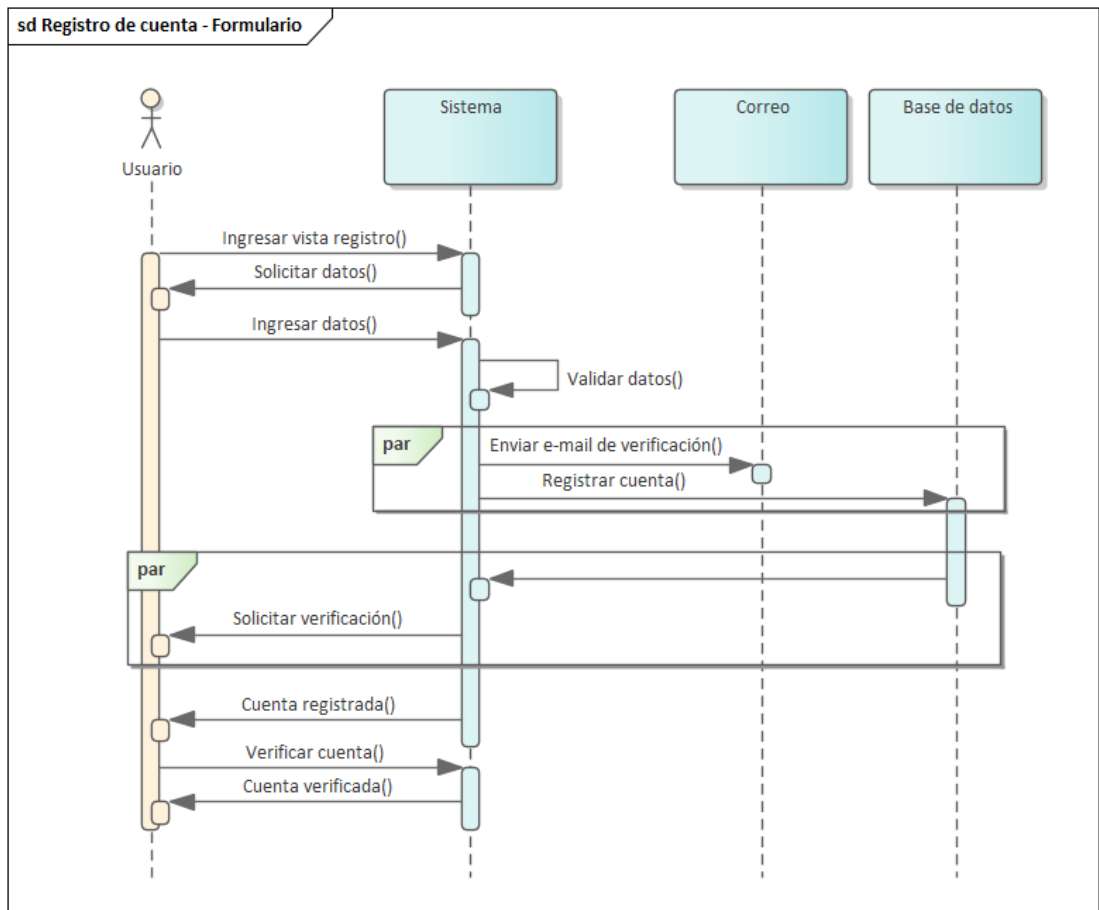 sd Registro de cuenta - Formulario
Usuario
Sistema
Correo
Base de datos
Ingresar vista registro()
Solicitar datos()
Ingresar datos()
Validar datos()
par
Enviar e-mail de verificación()
Registrar cuenta()
par
Solicitar verificación()
Cuenta registrada()
Verificar cuenta()
Cuenta verificada()